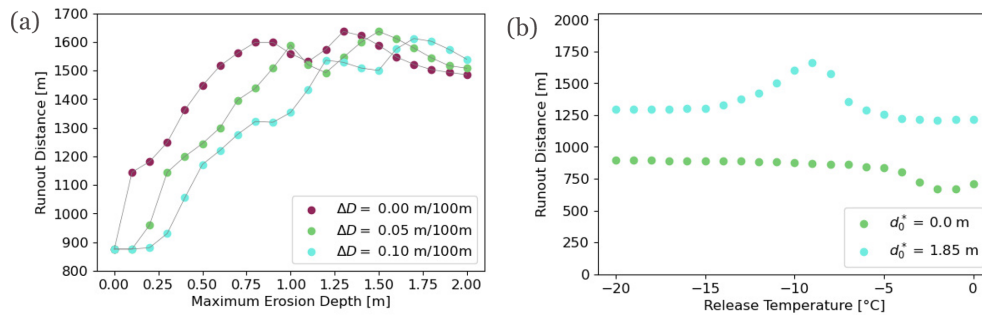 (a)
Runout Distance [m]
1700
1600
1500
1400
1300
1200
1100
1000
900
800
0.00 0.25 0.50 0.75 1.00 1.25 1.50 1.75 2.00
Maximum Erosion Depth [m]
ΔD = 0.00 m/100m
ΔD = 0.05 m/100m
ΔD = 0.10 m/100m
(b)
Runout Distance [m]
2000
1750
1500
1250
1000
750
500
250
0
−20 −15 −10 −5 0
Release Temperature [°C]
d₀* = 0.0 m
d₀* = 1.85 m